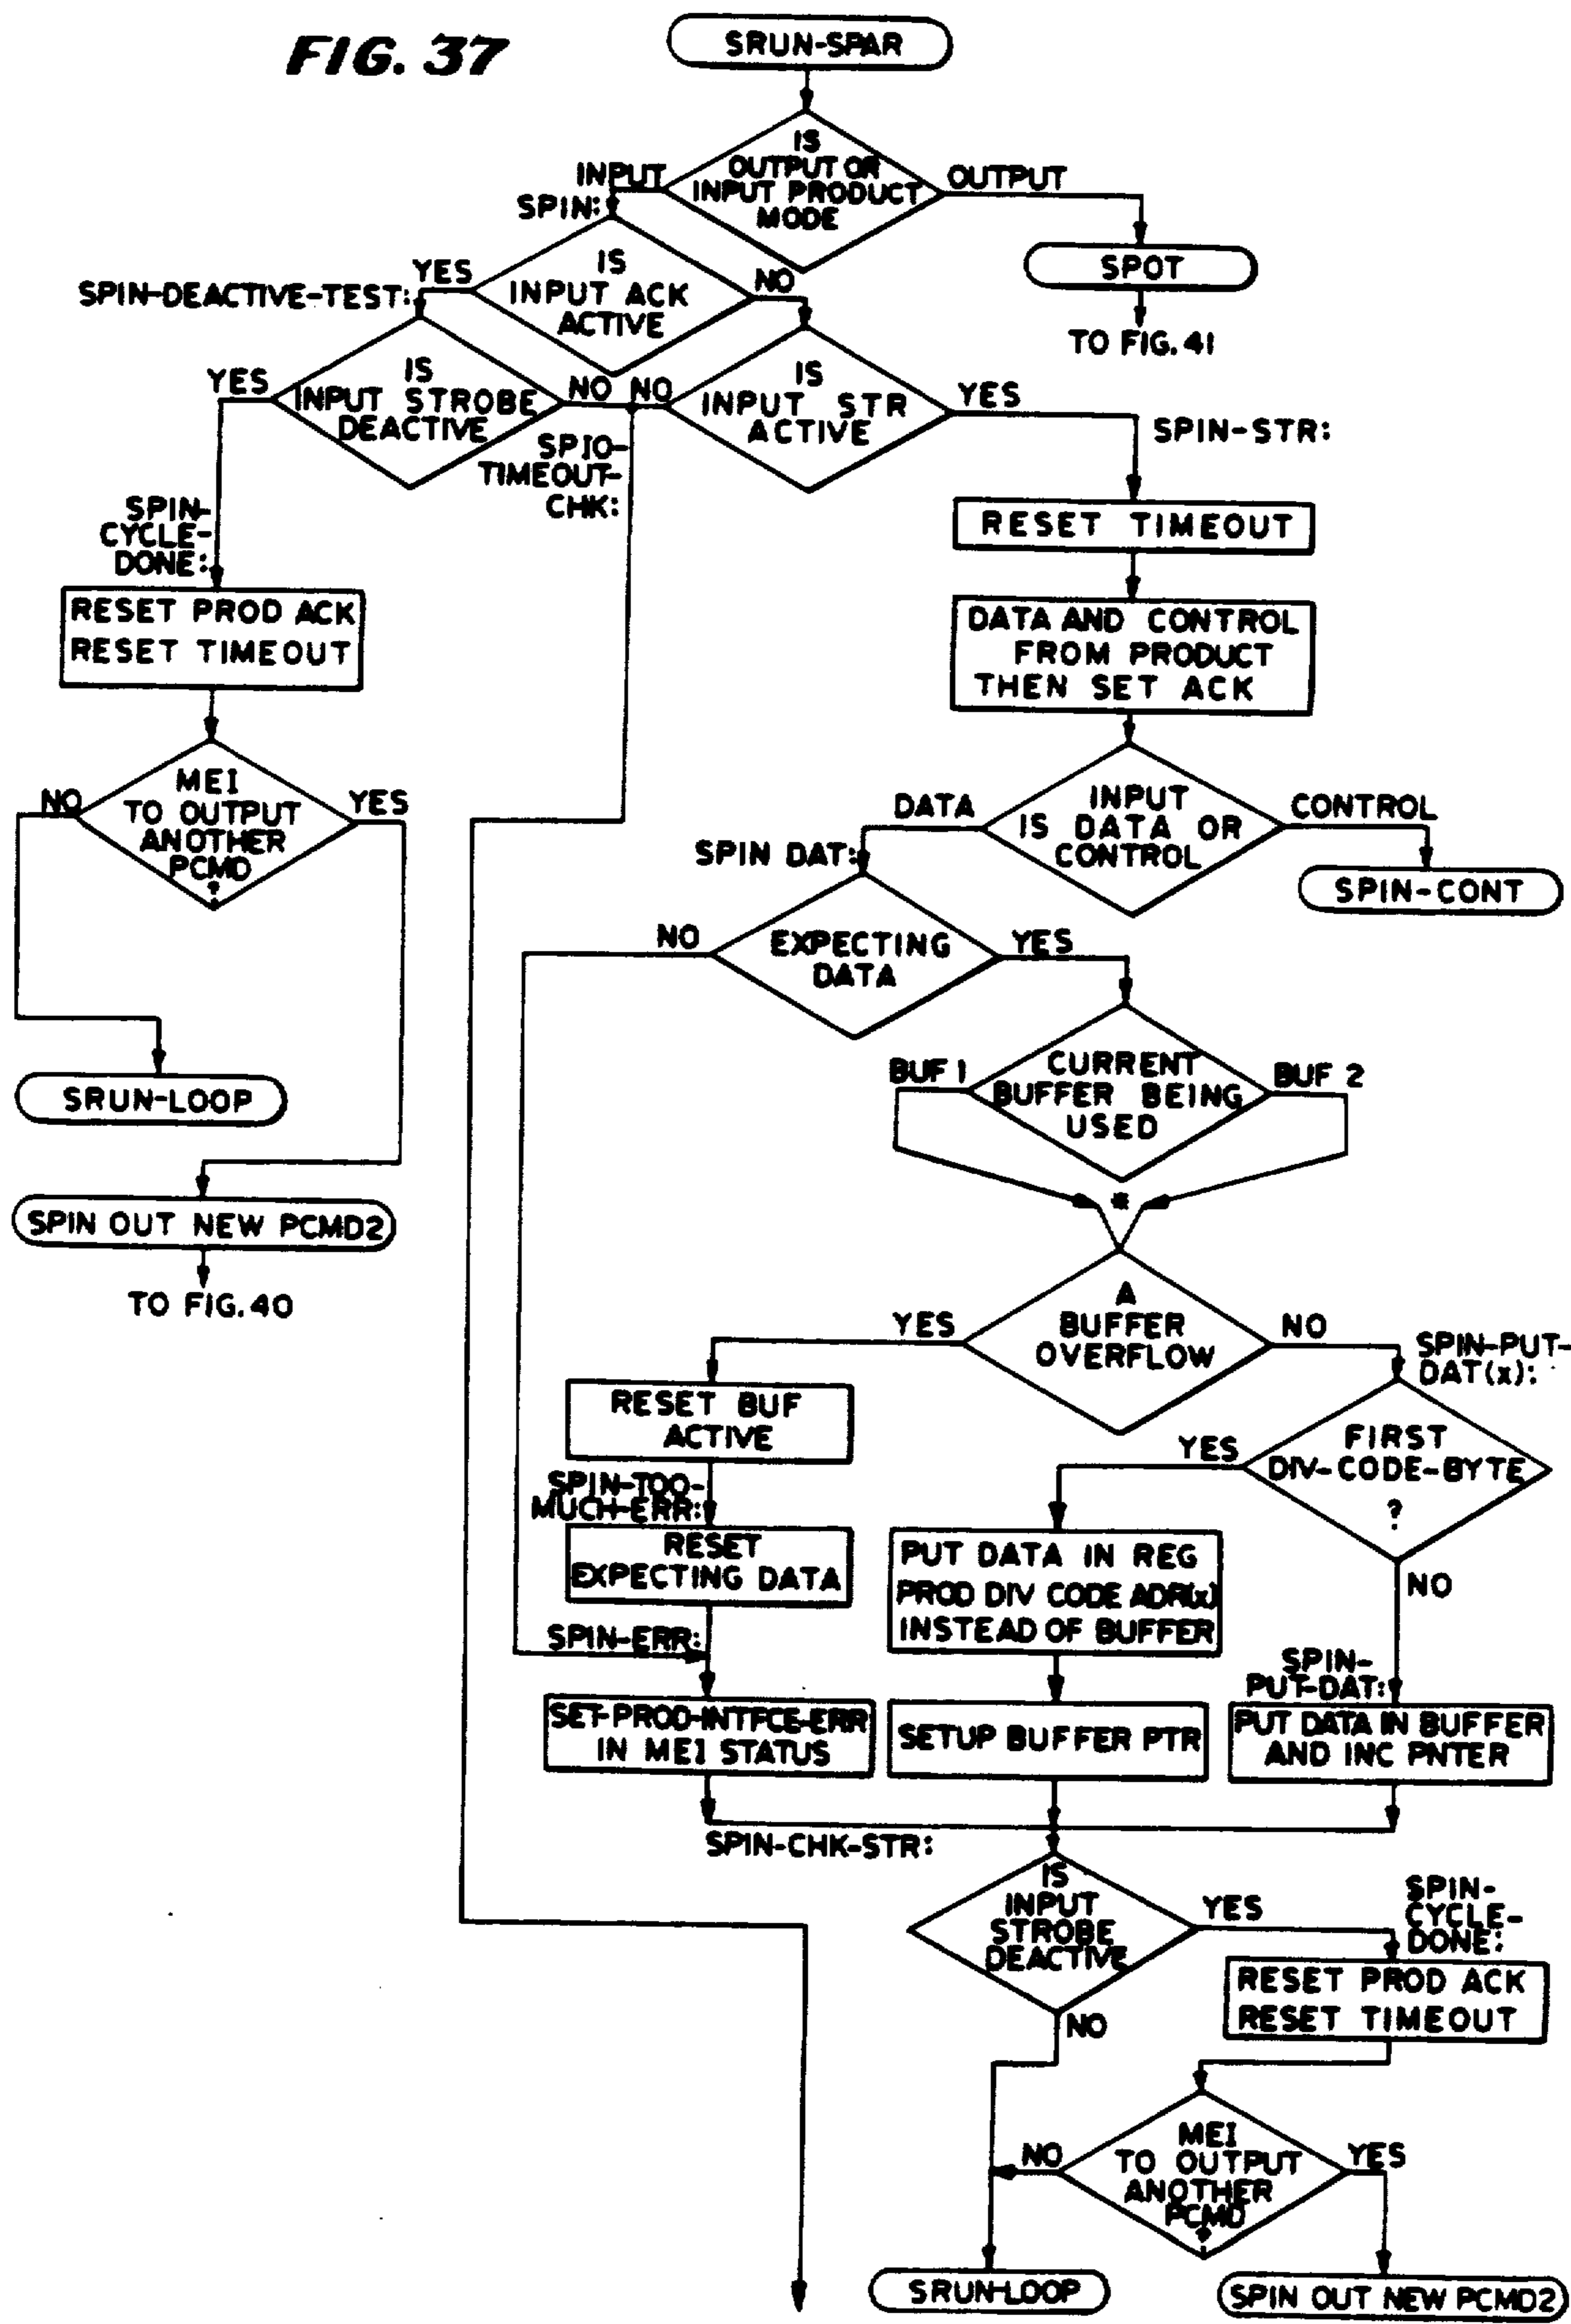 FIG. 37
SRUN-SPAR
IS
OUTPUT OR
INPUT PRODUCT
MODE
INPUT
OUTPUT
SPIN:
SPOT
TO FIG. 41
IS
INPUT ACK
ACTIVE
YES
NO
SPIN-DEACTIVE-TEST:
IS
INPUT STROBE
DEACTIVE
YES
NO
NO
IS
INPUT STR
ACTIVE
YES
SPIN-STR:
SPIO-
TIMEOUT-
CHK:
SPIN-
CYCLE-
DONE:
RESET PROD ACK
RESET TIMEOUT
RESET TIMEOUT
DATA AND CONTROL
FROM PRODUCT
THEN SET ACK
MEI
TO OUTPUT
ANOTHER
PCMD
?
NO
YES
INPUT
IS DATA OR
CONTROL
DATA
CONTROL
SPIN DAT:
SPIN-CONT
EXPECTING
DATA
NO
YES
SRUN-LOOP
CURRENT
BUFFER BEING
USED
BUF 1
BUF 2
*
SPIN OUT NEW PCMD2
TO FIG. 40
A
BUFFER
OVERFLOW
YES
NO
SPIN-PUT-
DAT(x):
RESET BUF
ACTIVE
FIRST
DIV-CODE-BYTE
?
YES
NO
SPIN-TOO-
MUCH-ERR:
RESET
EXPECTING DATA
PUT DATA IN REG
PROD DIV CODE ADR(x)
INSTEAD OF BUFFER
SPIN-ERR:
SPIN-
PUT-DAT:
SET-PROD-INTFCE-ERR
IN MEI STATUS
SETUP BUFFER PTR
PUT DATA IN BUFFER
AND INC PNTER
SPIN-CHK-STR:
IS
INPUT
STROBE
DEACTIVE
YES
NO
SPIN-
CYCLE-
DONE:
RESET PROD ACK
RESET TIMEOUT
MEI
TO OUTPUT
ANOTHER
PCMD
?
NO
YES
SRUN-LOOP
SPIN OUT NEW PCMD2